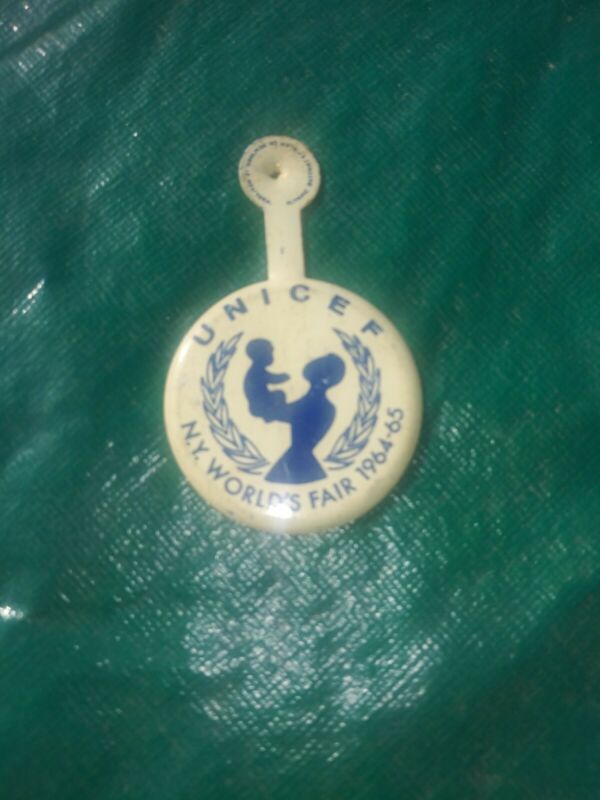 UNICEF
N.Y. WORLD'S FAIR 1964-65